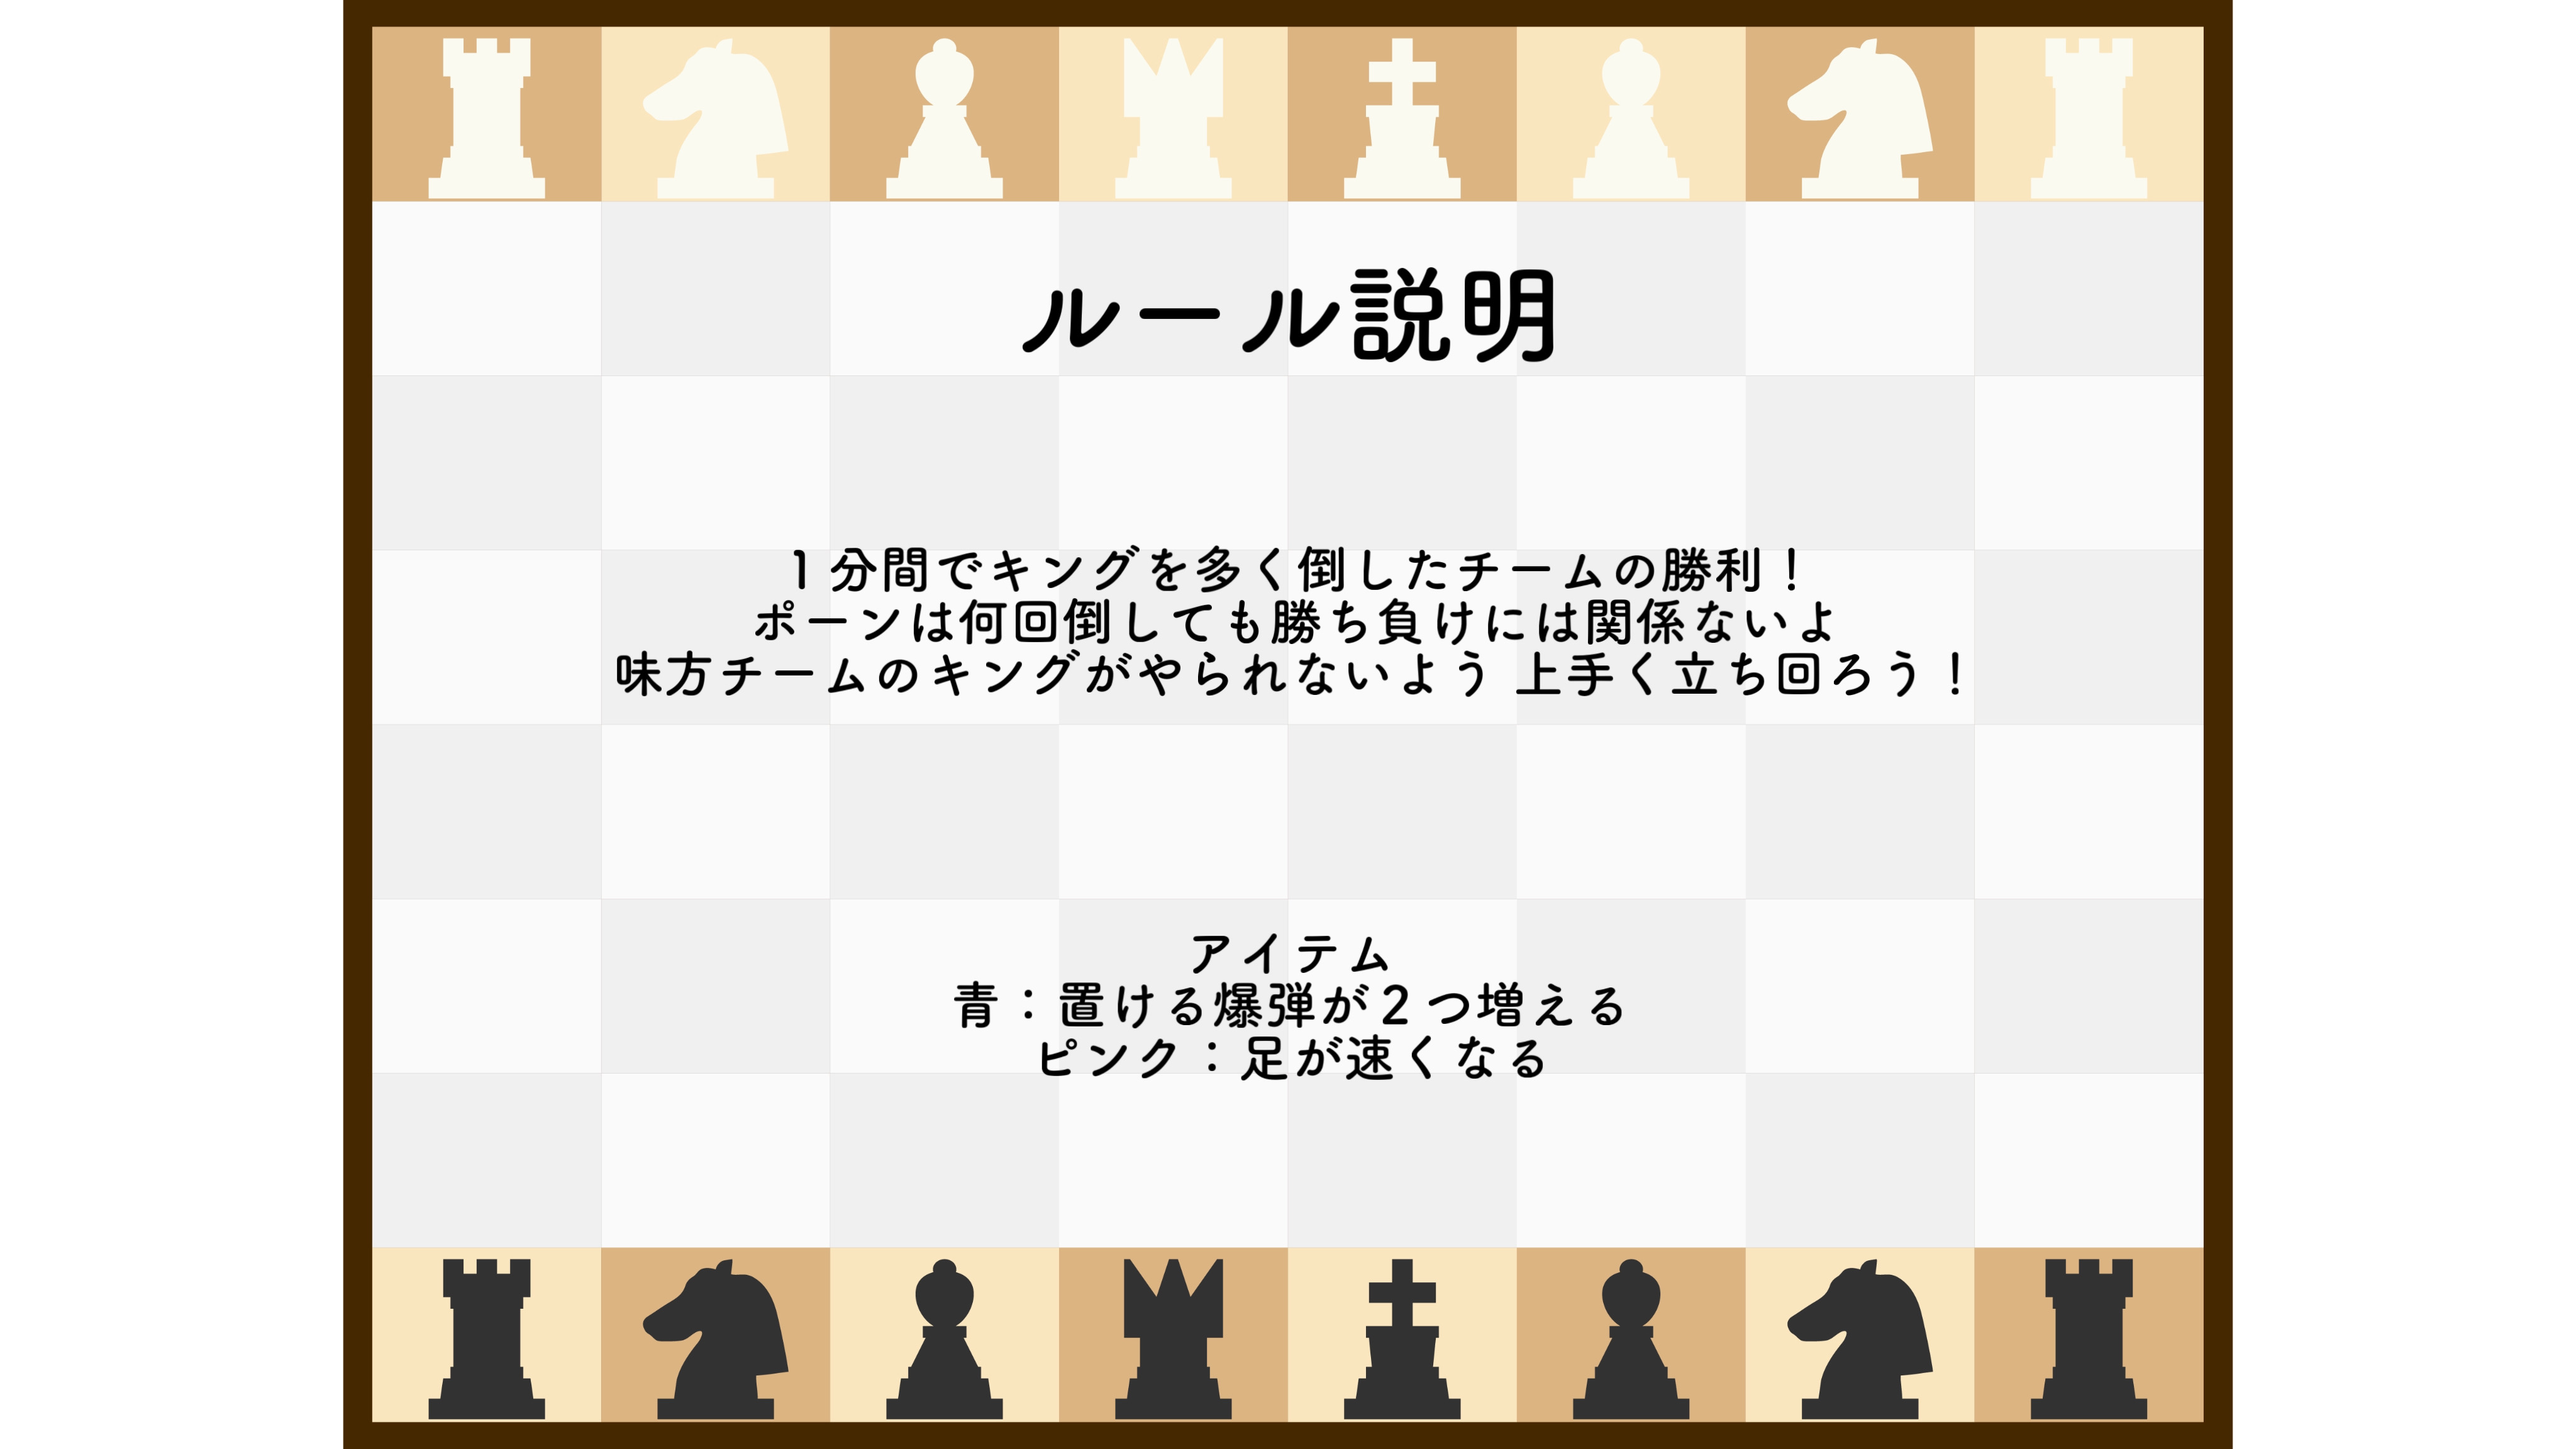 ルール説明
１分間でキングを多く倒したチームの勝利！
ポーンは何回倒しても勝ち負けには関係ないよ
味方チームのキングがやられないよう 上手く立ち回ろう！
アイテム
青：置ける爆弾が２つ増える
ピンク：足が速くなる